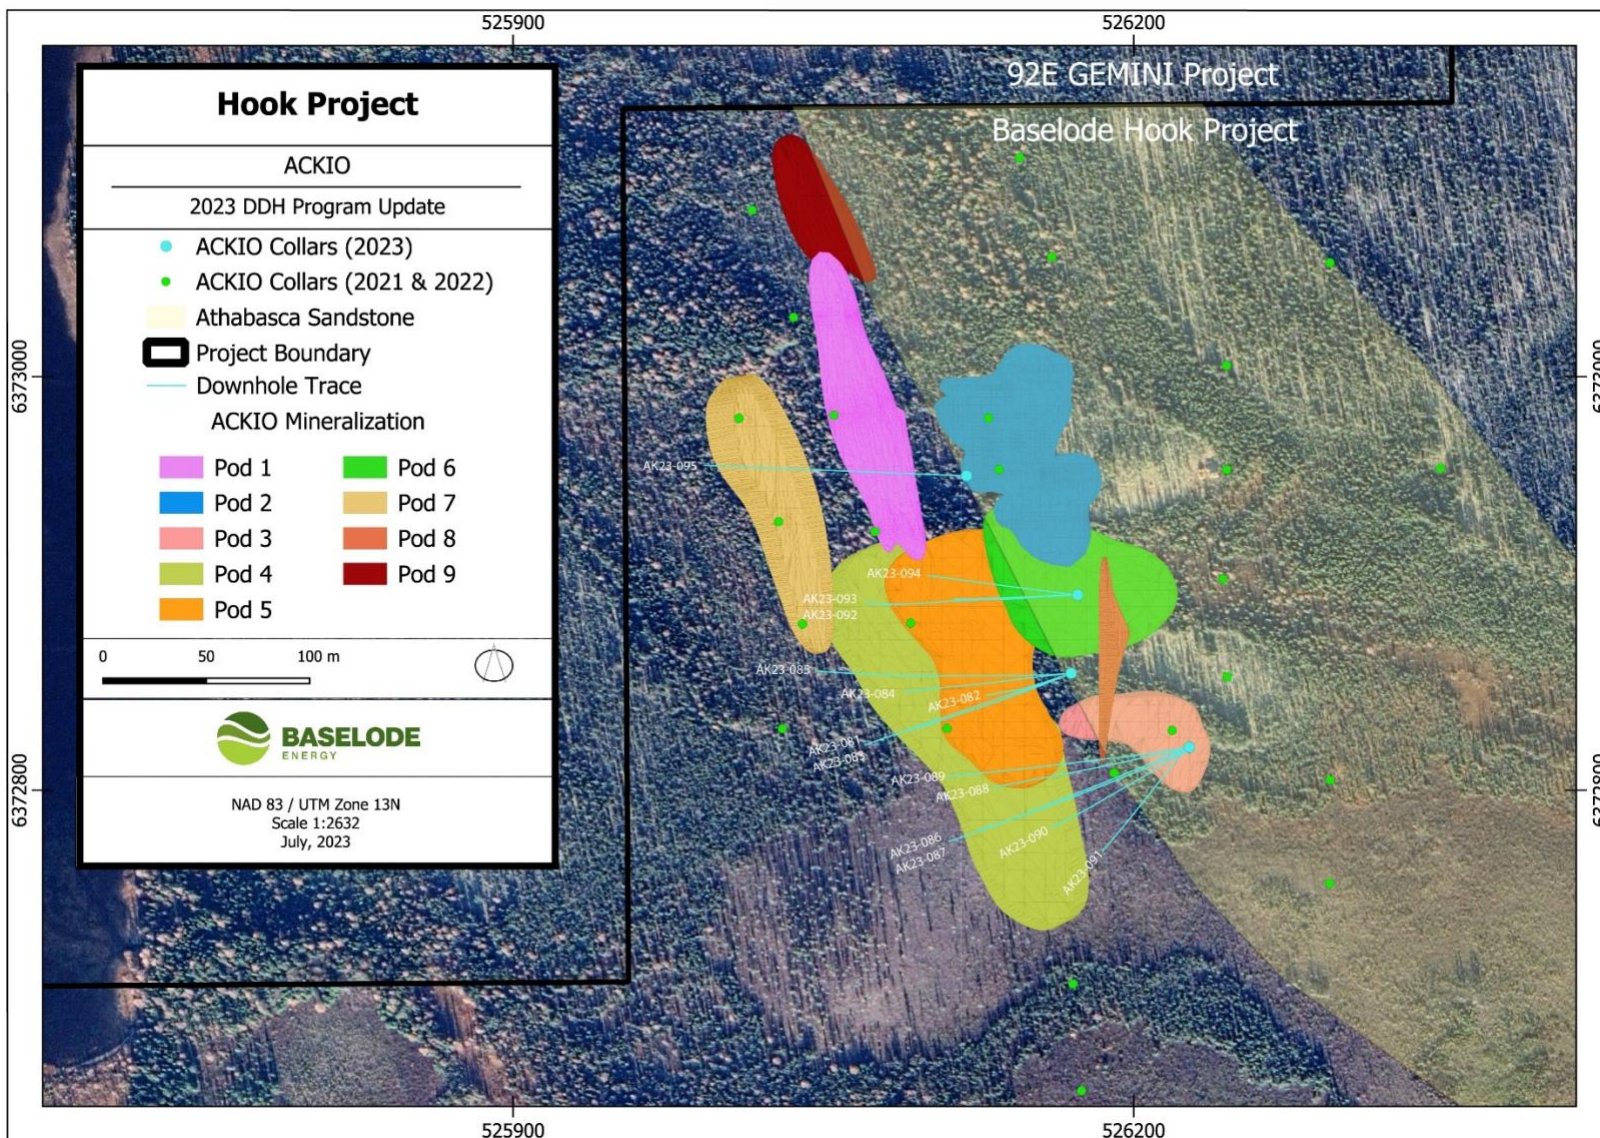 525900
526200
92E GEMINI Project
Baselode Hook Project
Hook Project
ACKIO
2023 DDH Program Update
ACKIO Collars (2023)
ACKIO Collars (2021 & 2022)
Athabasca Sandstone
Project Boundary
Downhole Trace
ACKIO Mineralization
Pod 1
Pod 6
Pod 2
Pod 7
Pod 3
Pod 8
Pod 4
Pod 9
Pod 5
0 50 100 m
BASELODE
ENERGY
NAD 83 / UTM Zone 13N
Scale 1:2632
July, 2023
6373000
6373000
6372800
6372800
AK23-095
AK23-094
AK23-093
AK23-092
AK23-084
AK23-082
AK23-081
AK23-089
AK23-088
AK23-086
AK23-087
AK23-090
AK23-091
525900
526200